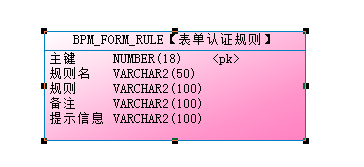 BPM_FORM_RULE【表单认证规则】
主键 NUMBER(18) <pk>
规则名 VARCHAR2(50)
规则 VARCHAR2(100)
备注 VARCHAR2(100)
提示信息 VARCHAR2(100)